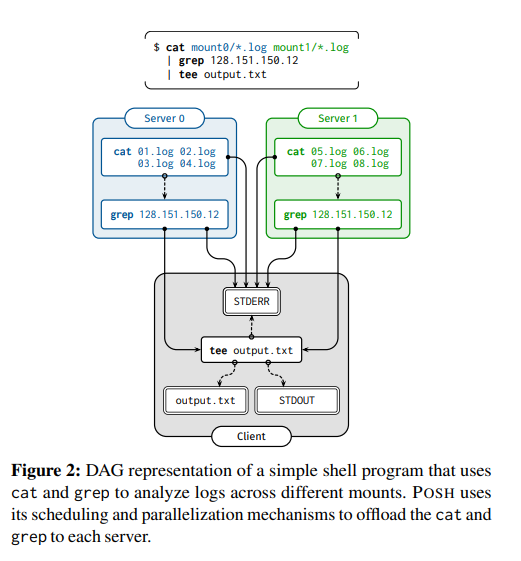 $ cat mount0/*.log mount1/*.log
| grep 128.151.150.12
| tee output.txt
Server 0
Server 1
cat 01.log 02.log
03.log 04.log
cat 05.log 06.log
07.log 08.log
grep 128.151.150.12
grep 128.151.150.12
STDERR
tee output.txt
output.txt
STDOUT
Client
Figure 2: DAG representation of a simple shell program that uses
cat and grep to analyze logs across different mounts. POSH uses
its scheduling and parallelization mechanisms to offload the cat and
grep to each server.